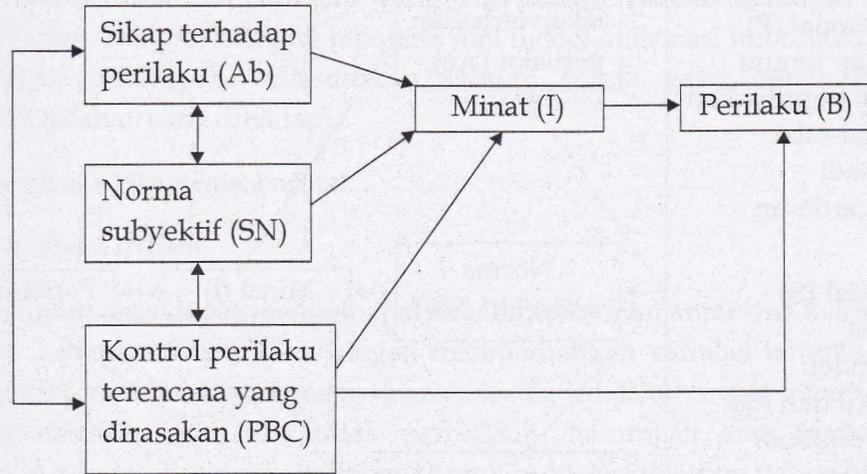 Sikap terhadap
perilaku (Ab)
Minat (I)
Perilaku (B)
Norma
subyektif (SN)
Kontrol perilaku
terencana yang
dirasakan (PBC)